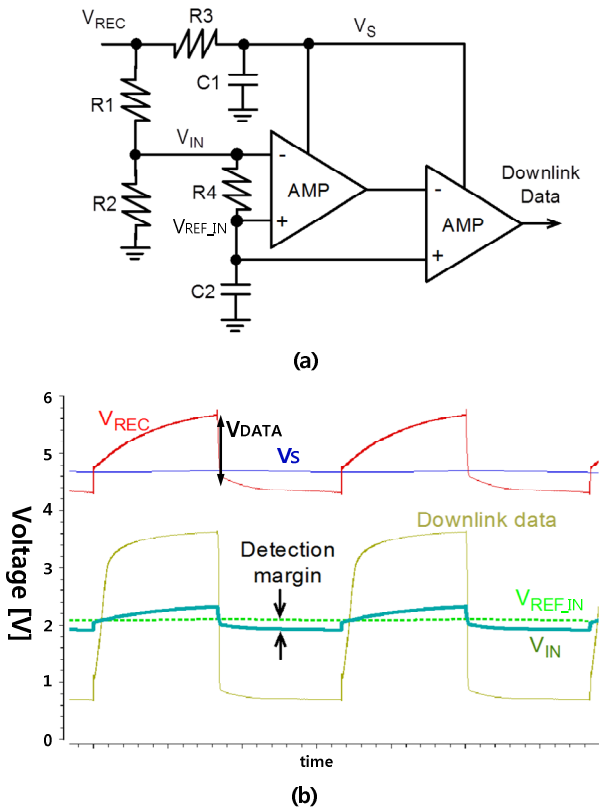 VREC
R3
VS
C1
R1
VIN
R4
R2
VREF_IN
C2
-
+
AMP
-
+
AMP
Downlink
Data
(a)
6
5
4
3
2
1
0
Voltage [V]
VREC
VDATA
VS
Downlink data
Detection
margin
VREF_IN
VIN
time
(b)